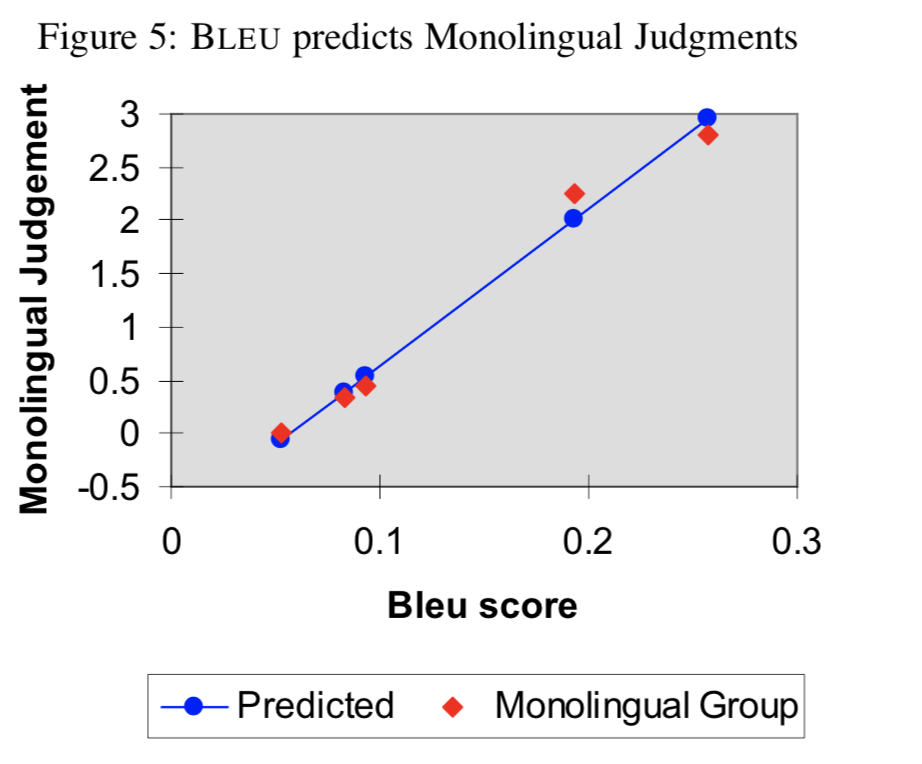 Figure 5: BLEU predicts Monolingual Judgments
Monolingual Judgement
3
2.5
2
1.5
1
0.5
0
-0.5
0 0.1 0.2 0.3
Bleu score
Predicted Monolingual Group